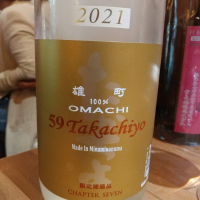 2021
雄町
100%
OMACHI
59 Takachiyo
Made in Minamiuonuma
CHAPTER SEVEN